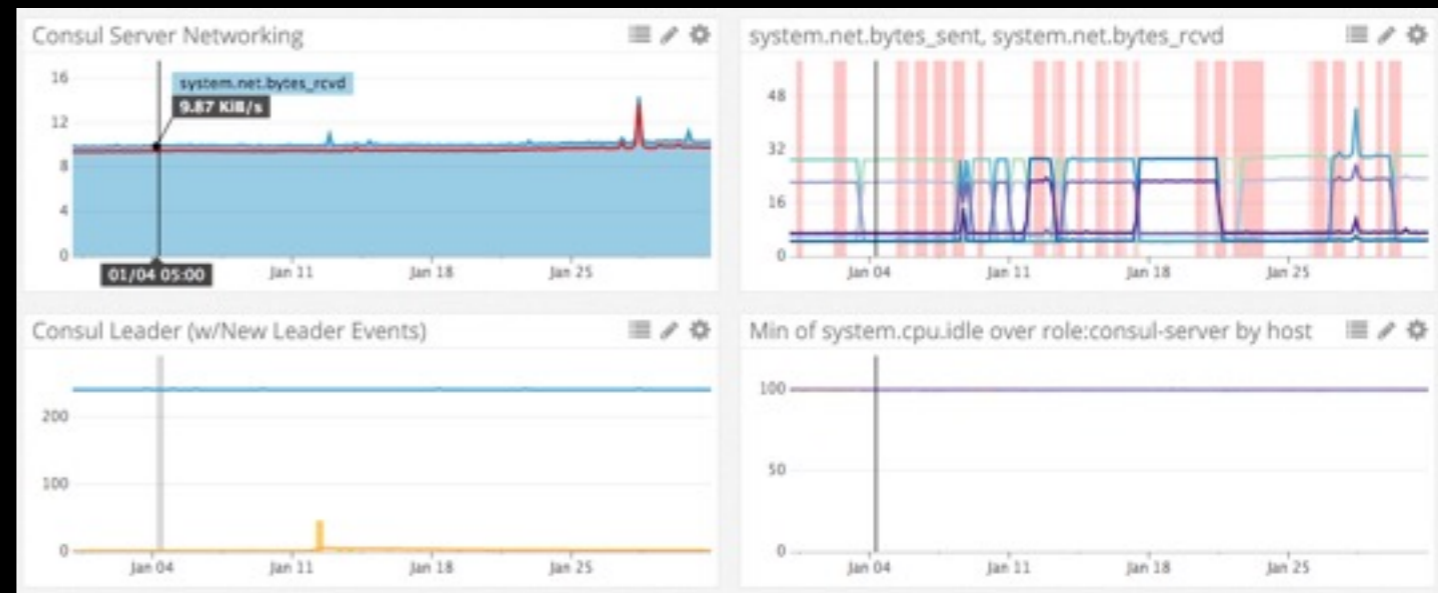 Consul Server Networking
16
12
8
4
0
system.net.bytes_rcvd
9.87 KiB/s
01/04 05:00
Jan 11
Jan 18
Jan 25
system.net.bytes_sent, system.net.bytes_rcvd
48
32
16
0
Jan 04
Jan 11
Jan 18
Jan 25
Consul Leader (w/New Leader Events)
200
100
0
Jan 04
Jan 11
Jan 18
Jan 25
Min of system.cpu.idle over role:consul-server by host
100
50
0
Jan 04
Jan 11
Jan 18
Jan 25